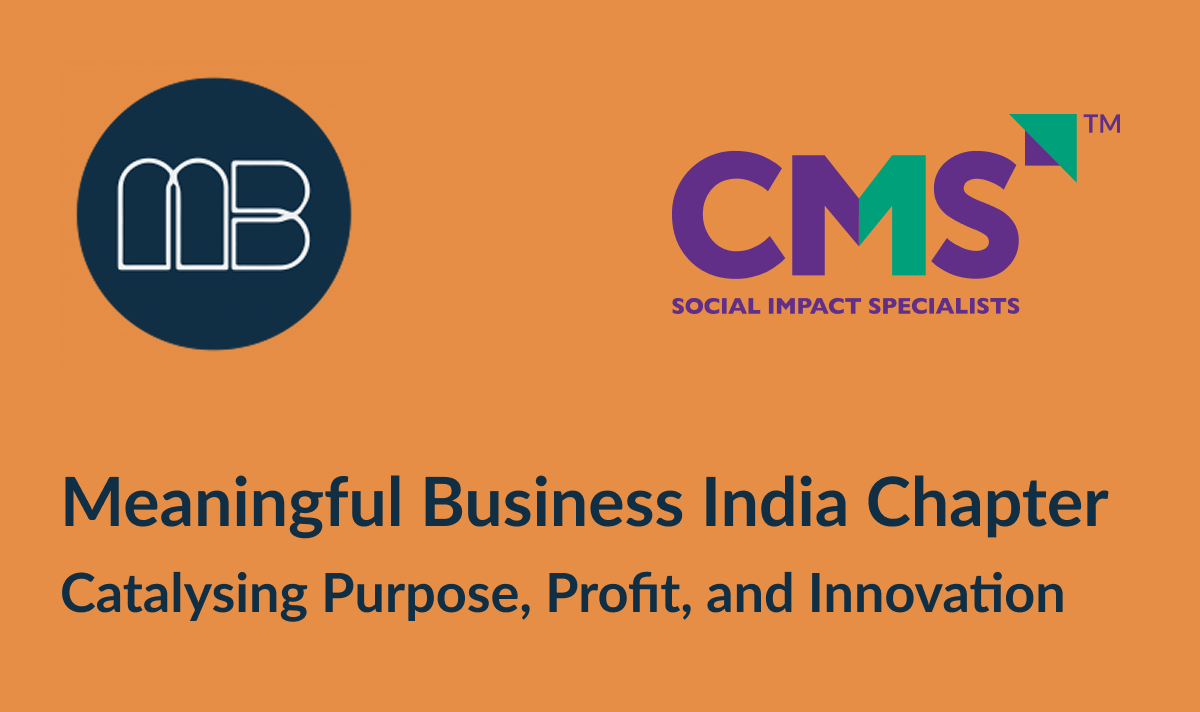 MB
CMS
TM
SOCIAL IMPACT SPECIALISTS
Meaningful Business India Chapter
Catalysing Purpose, Profit, and Innovation